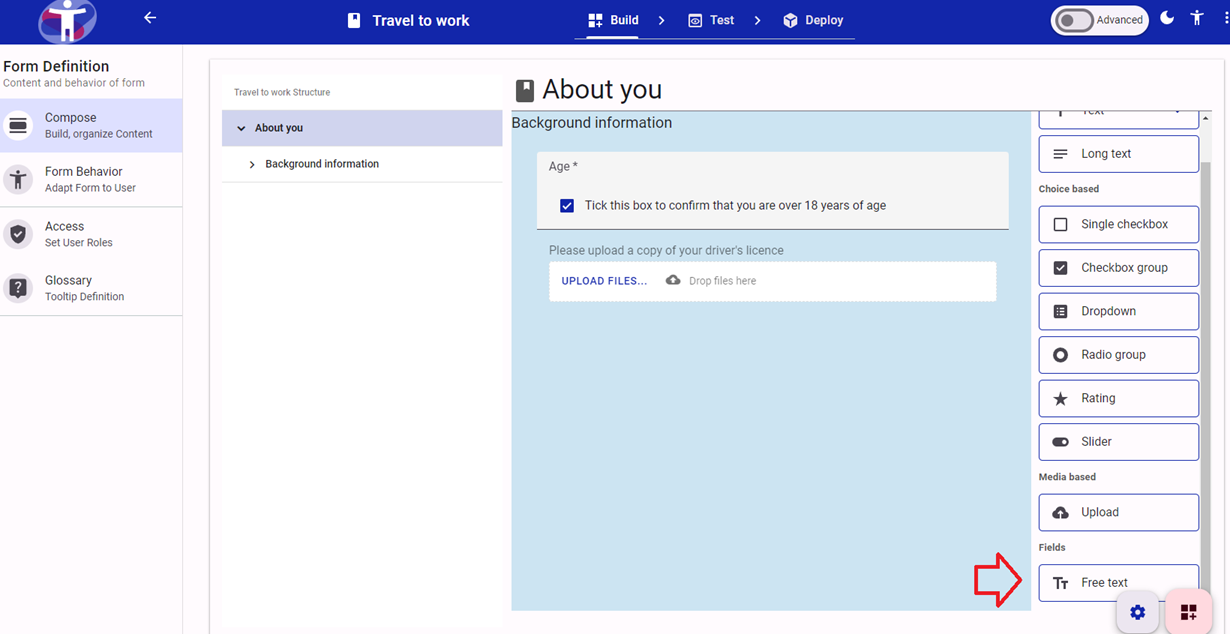 Travel to work
Build
Test
Deploy
Advanced
Form Definition
Content and behavior of form
Compose
Build, organize Content
Form Behavior
Adapt Form to User
Access
Set User Roles
Glossary
Tooltip Definition
Travel to work Structure
About you
Background information
About you
Background information
Age *
Tick this box to confirm that you are over 18 years of age
Please upload a copy of your driver's licence
UPLOAD FILES...
Drop files here
Text
Long text
Choice based
Single checkbox
Checkbox group
Dropdown
Radio group
Rating
Slider
Media based
Upload
Fields
Tт Free text